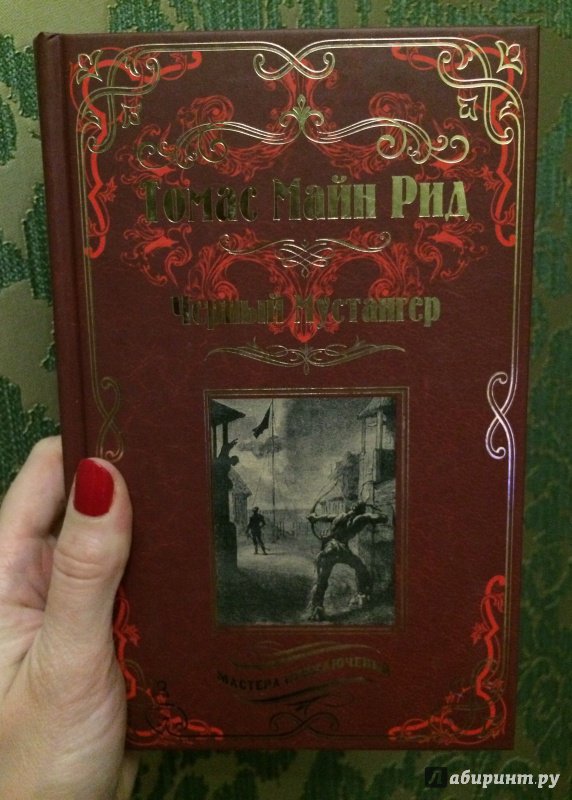 Томас Майн Рид
Черный Мустангер
Мастера приключений
Лабиринт.ру